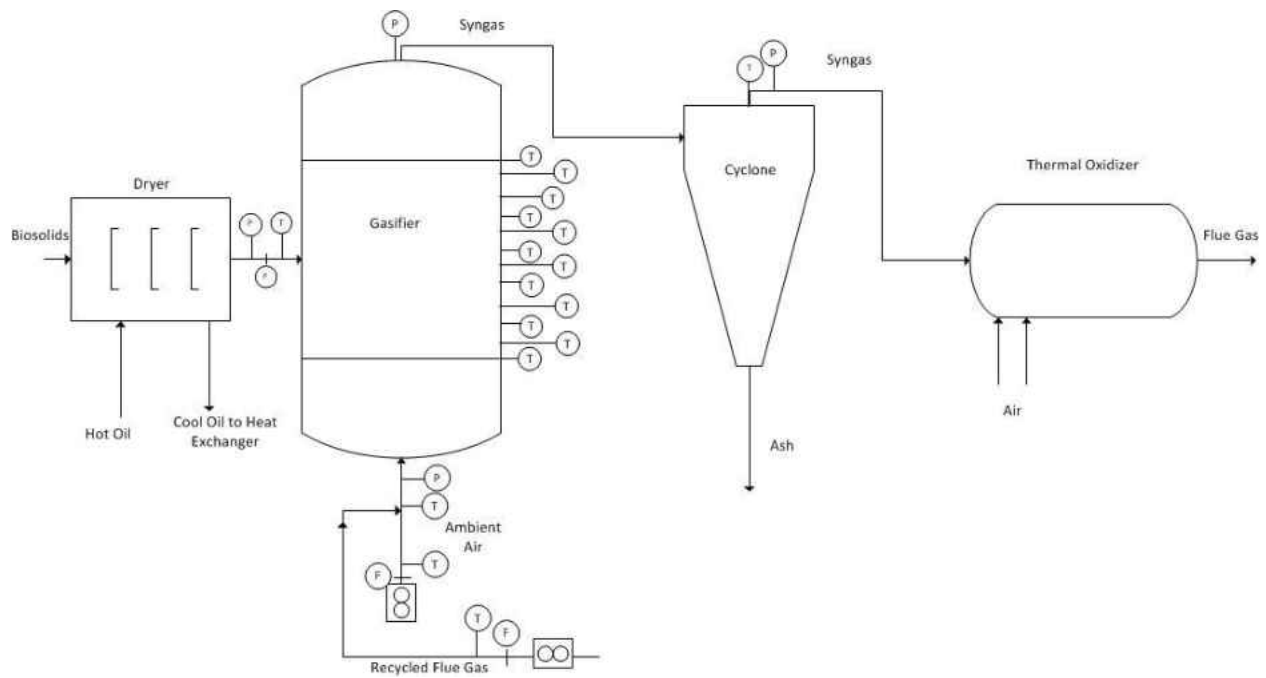 P
Syngas
P
T
Syngas
T
Thermal Oxidizer
T
Cyclone
Dryer
T
T
Gasifier
P
T
T
Biosolids
Flue Gas
T
T
T
T
T
T
T
Hot Oil
Cool Oil to Heat
Exchanger
Air
Ash
P
T
Ambient
Air
T
F
T
F
Recycled Flue Gas